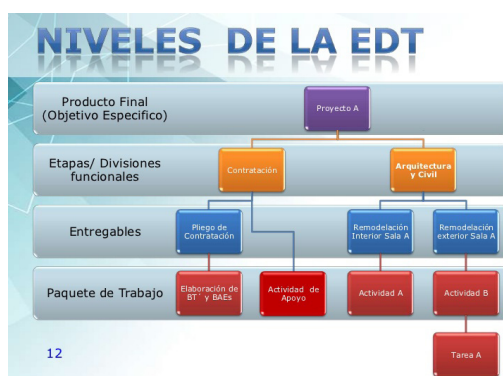 NIVELES DE LA EDT
Producto Final
(Objetivo Especifico)
Proyecto A
Etapas/ Divisiones
funcionales
Contratación
Arquitectura
y Civil
Entregables
Pliego de
Contratación
Remodelación
Interior Sala A
Remodelación
exterior Sala A
Paquete de Trabajo
Elaboración de
BT´ y BAEs
Actividad de
Apoyo
Actividad A
Actividad B
Tarea A
12